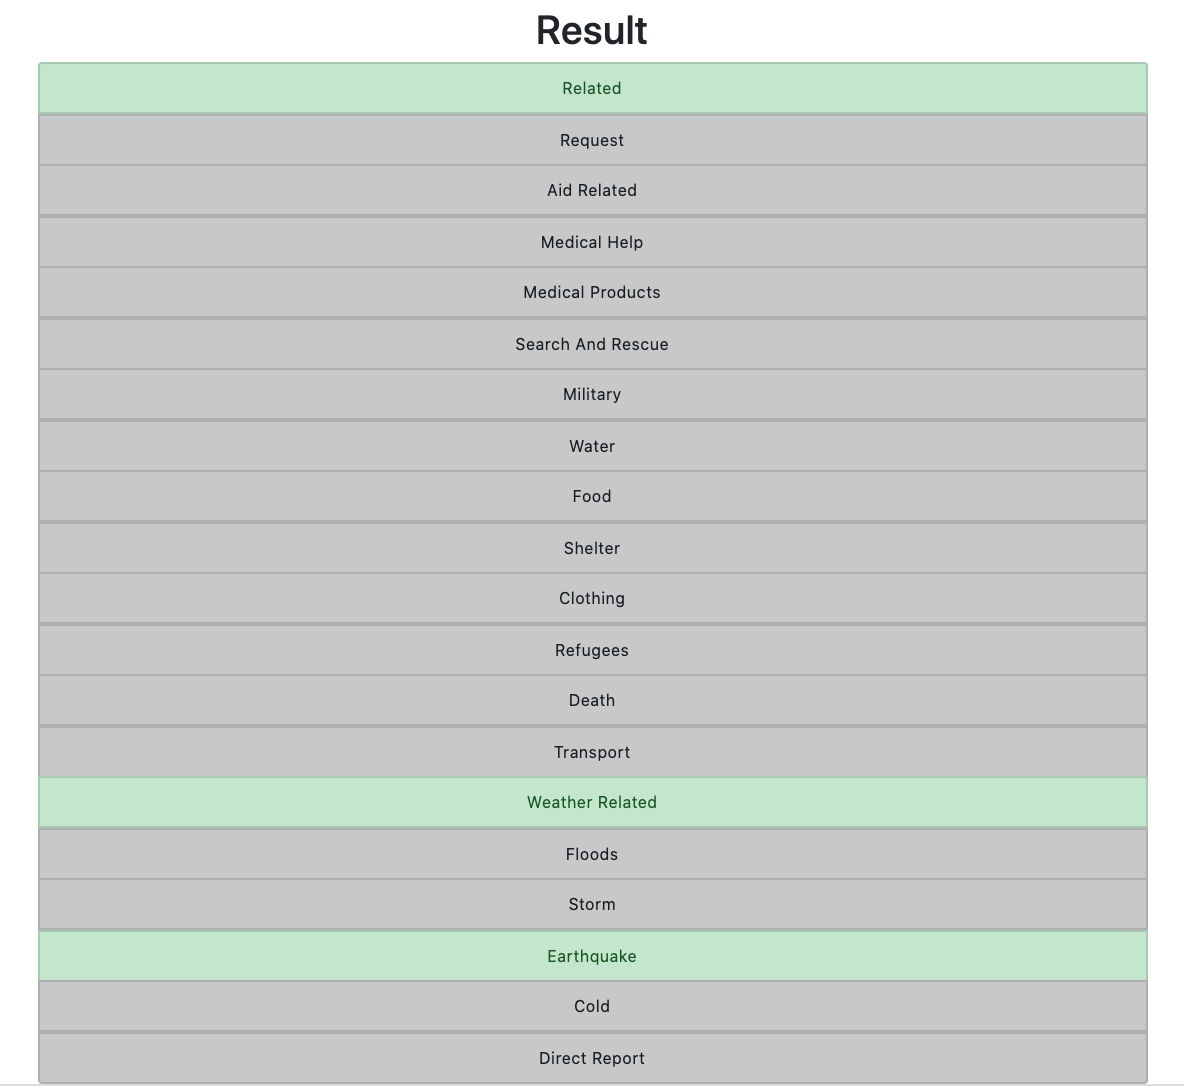 Result
Related
Request
Aid Related
Medical Help
Medical Products
Search And Rescue
Military
Water
Food
Shelter
Clothing
Refugees
Death
Transport
Weather Related
Floods
Storm
Earthquake
Cold
Direct Report